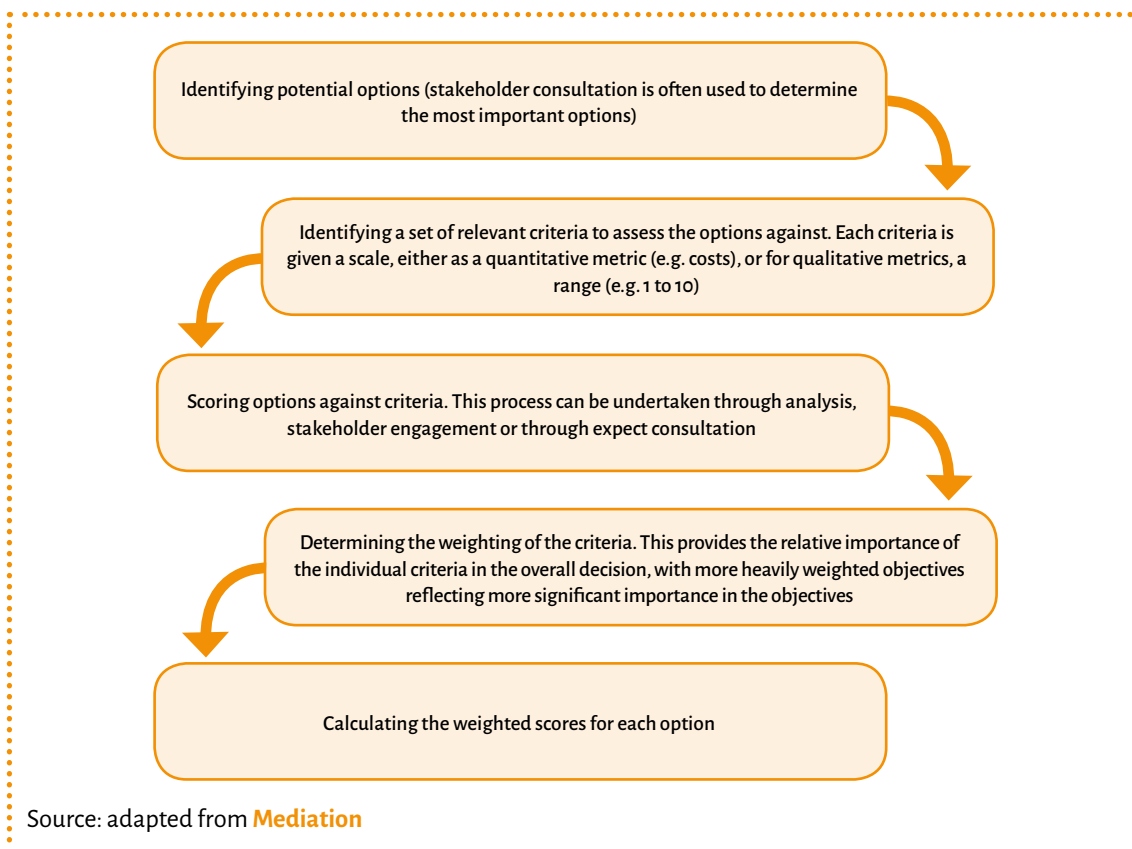 Identifying potential options (stakeholder consultation is often used to determine
the most important options)
Identifying a set of relevant criteria to assess the options against. Each criteria is
given a scale, either as a quantitative metric (e.g. costs), or for qualitative metrics, a
range (e.g. 1 to 10)
Scoring options against criteria. This process can be undertaken through analysis,
stakeholder engagement or through expect consultation
Determining the weighting of the criteria. This provides the relative importance of
the individual criteria in the overall decision, with more heavily weighted objectives
reflecting more significant importance in the objectives
Calculating the weighted scores for each option
Source: adapted from Mediation